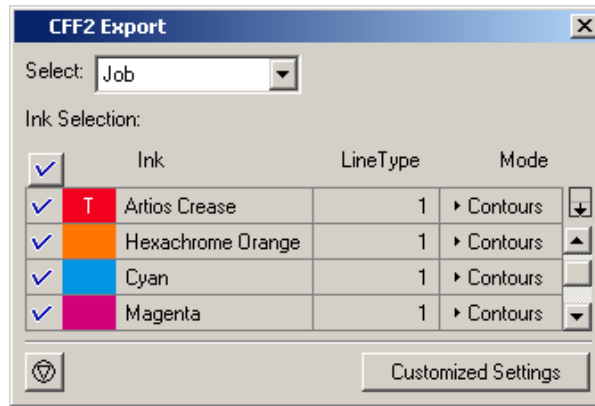 CFF2 Export
Select: Job
Ink Selection:
Ink LineType Mode
T Artios Crease 1 Contours
Hexachrome Orange 1 Contours
Cyan 1 Contours
Magenta 1 Contours
Customized Settings